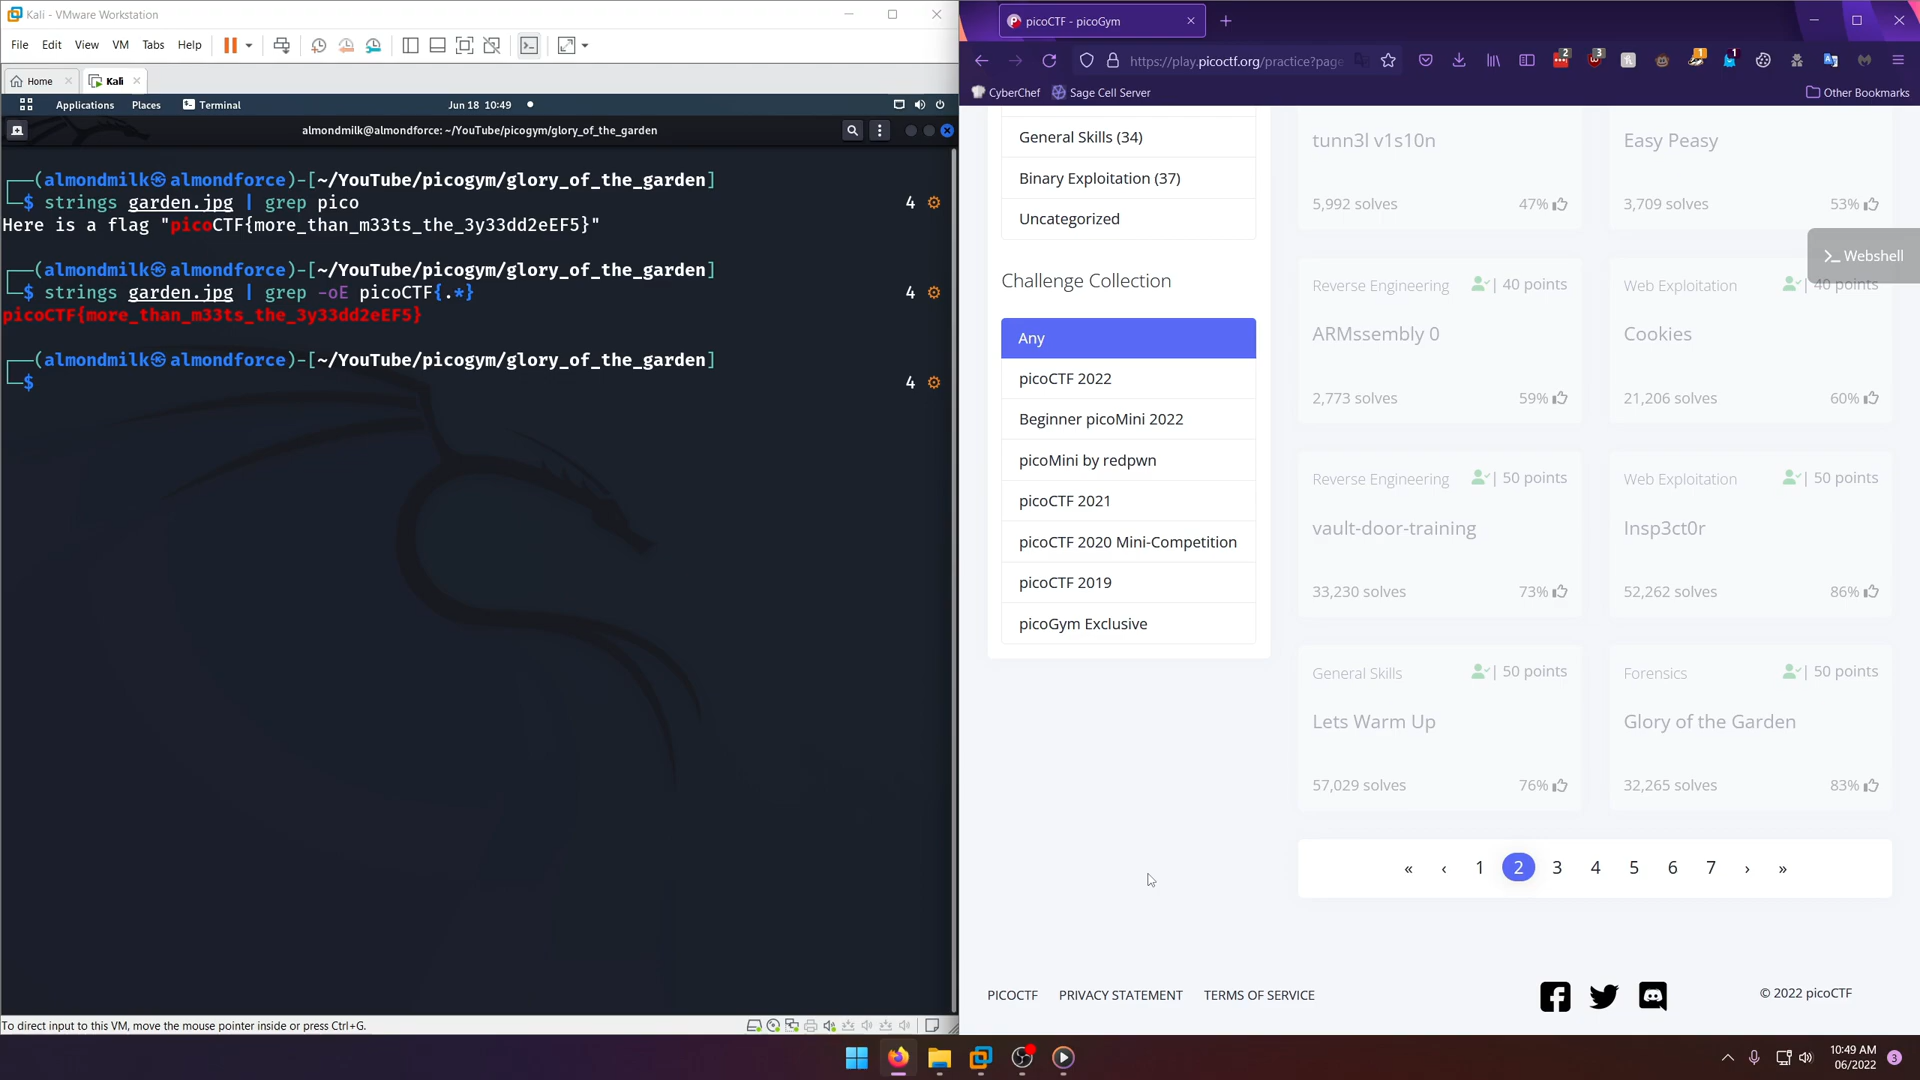 Kali - VMware Workstation
File Edit View VM Tabs Help
Home Kali
Applications Places Terminal Jun 18 10:49
almondmilk@almondforce: ~/YouTube/picogym/glory_of_the_garden
(almondmilk㉿almondforce)-[~/YouTube/picogym/glory_of_the_garden]
$ strings garden.jpg | grep pico 4
Here is a flag "picoCTF{more_than_m33ts_the_3y33dd2eEF5}"
(almondmilk㉿almondforce)-[~/YouTube/picogym/glory_of_the_garden]
$ strings garden.jpg | grep -oE picoCTF{.*} 4
picoCTF{more_than_m33ts_the_3y33dd2eEF5}
(almondmilk㉿almondforce)-[~/YouTube/picogym/glory_of_the_garden]
$ 4
To direct input to this VM, move the mouse pointer inside or press Ctrl+G.
picoCTF - picoGym
https://play.picoctf.org/practice?page
2 3 1 1
CyberChef Sage Cell Server Other Bookmarks
General Skills (34)
Binary Exploitation (37)
Uncategorized
Challenge Collection
Any
picoCTF 2022
Beginner picoMini 2022
picoMini by redpwn
picoCTF 2021
picoCTF 2020 Mini-Competition
picoCTF 2019
picoGym Exclusive
tunn3l v1s10n
5,992 solves 47%
Easy Peasy
3,709 solves 53%
Webshell
Reverse Engineering | 40 points
ARMssembly 0
2,773 solves 59%
Web Exploitation | 40 points
Cookies
21,206 solves 60%
Reverse Engineering | 50 points
vault-door-training
33,230 solves 73%
Web Exploitation | 50 points
Insp3ct0r
52,262 solves 86%
General Skills | 50 points
Lets Warm Up
57,029 solves 76%
Forensics | 50 points
Glory of the Garden
32,265 solves 83%
« ‹ 1 2 3 4 5 6 7 › »
PICOCTF PRIVACY STATEMENT TERMS OF SERVICE © 2022 picoCTF
10:49 AM
06/2022
3